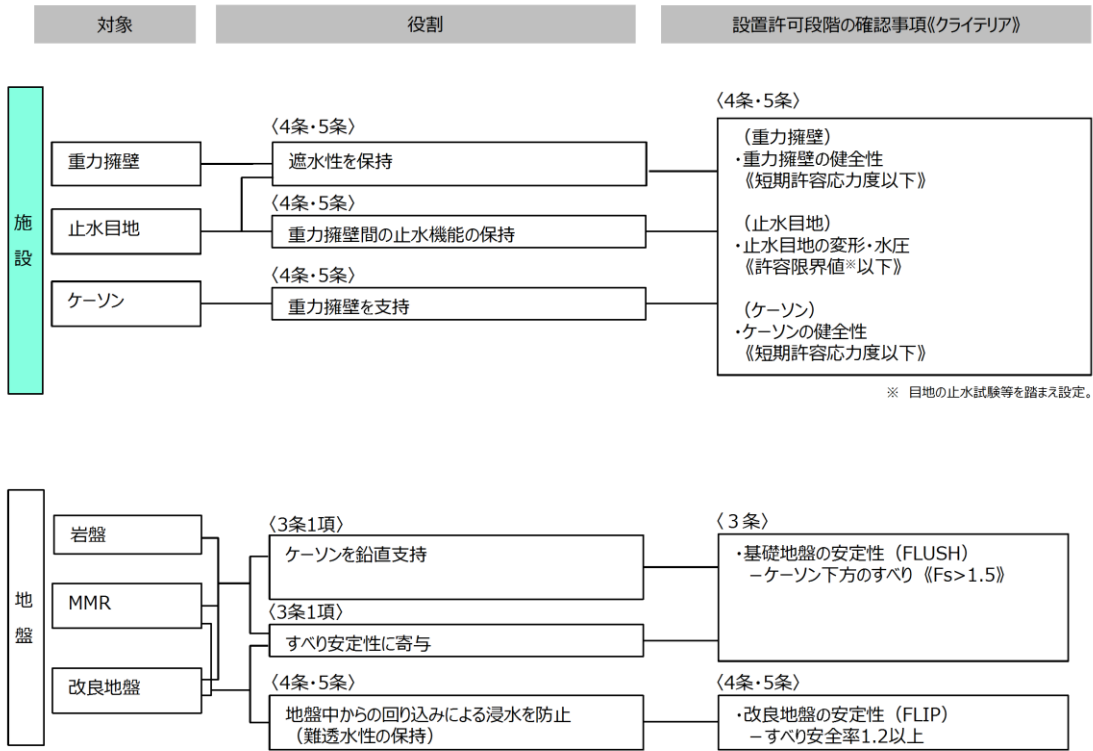 対象
役割
設置許可段階の確認事項《クライテリア》
施設
重力擁壁
止水目地
ケーソン
〈4条・5条〉
遮水性を保持
〈4条・5条〉
重力擁壁間の止水機能の保持
〈4条・5条〉
重力擁壁を支持
〈4条・5条〉
（重力擁壁）
・重力擁壁の健全性
《短期許容応力度以下》
（止水目地）
・止水目地の変形・水圧
《許容限界値※以下》
（ケーソン）
・ケーソンの健全性
《短期許容応力度以下》
※ 目地の止水試験等を踏まえ設定。
地盤
岩盤
MMR
改良地盤
〈3条1項〉
ケーソンを鉛直支持
〈3条1項〉
すべり安定性に寄与
〈4条・5条〉
地盤中からの回り込みによる浸水を防止
（難透水性の保持）
〈３条〉
・基礎地盤の安定性（FLUSH）
－ケーソン下方のすべり《Fs>1.5》
〈4条・5条〉
・改良地盤の安定性（FLIP）
－すべり安全率1.2以上